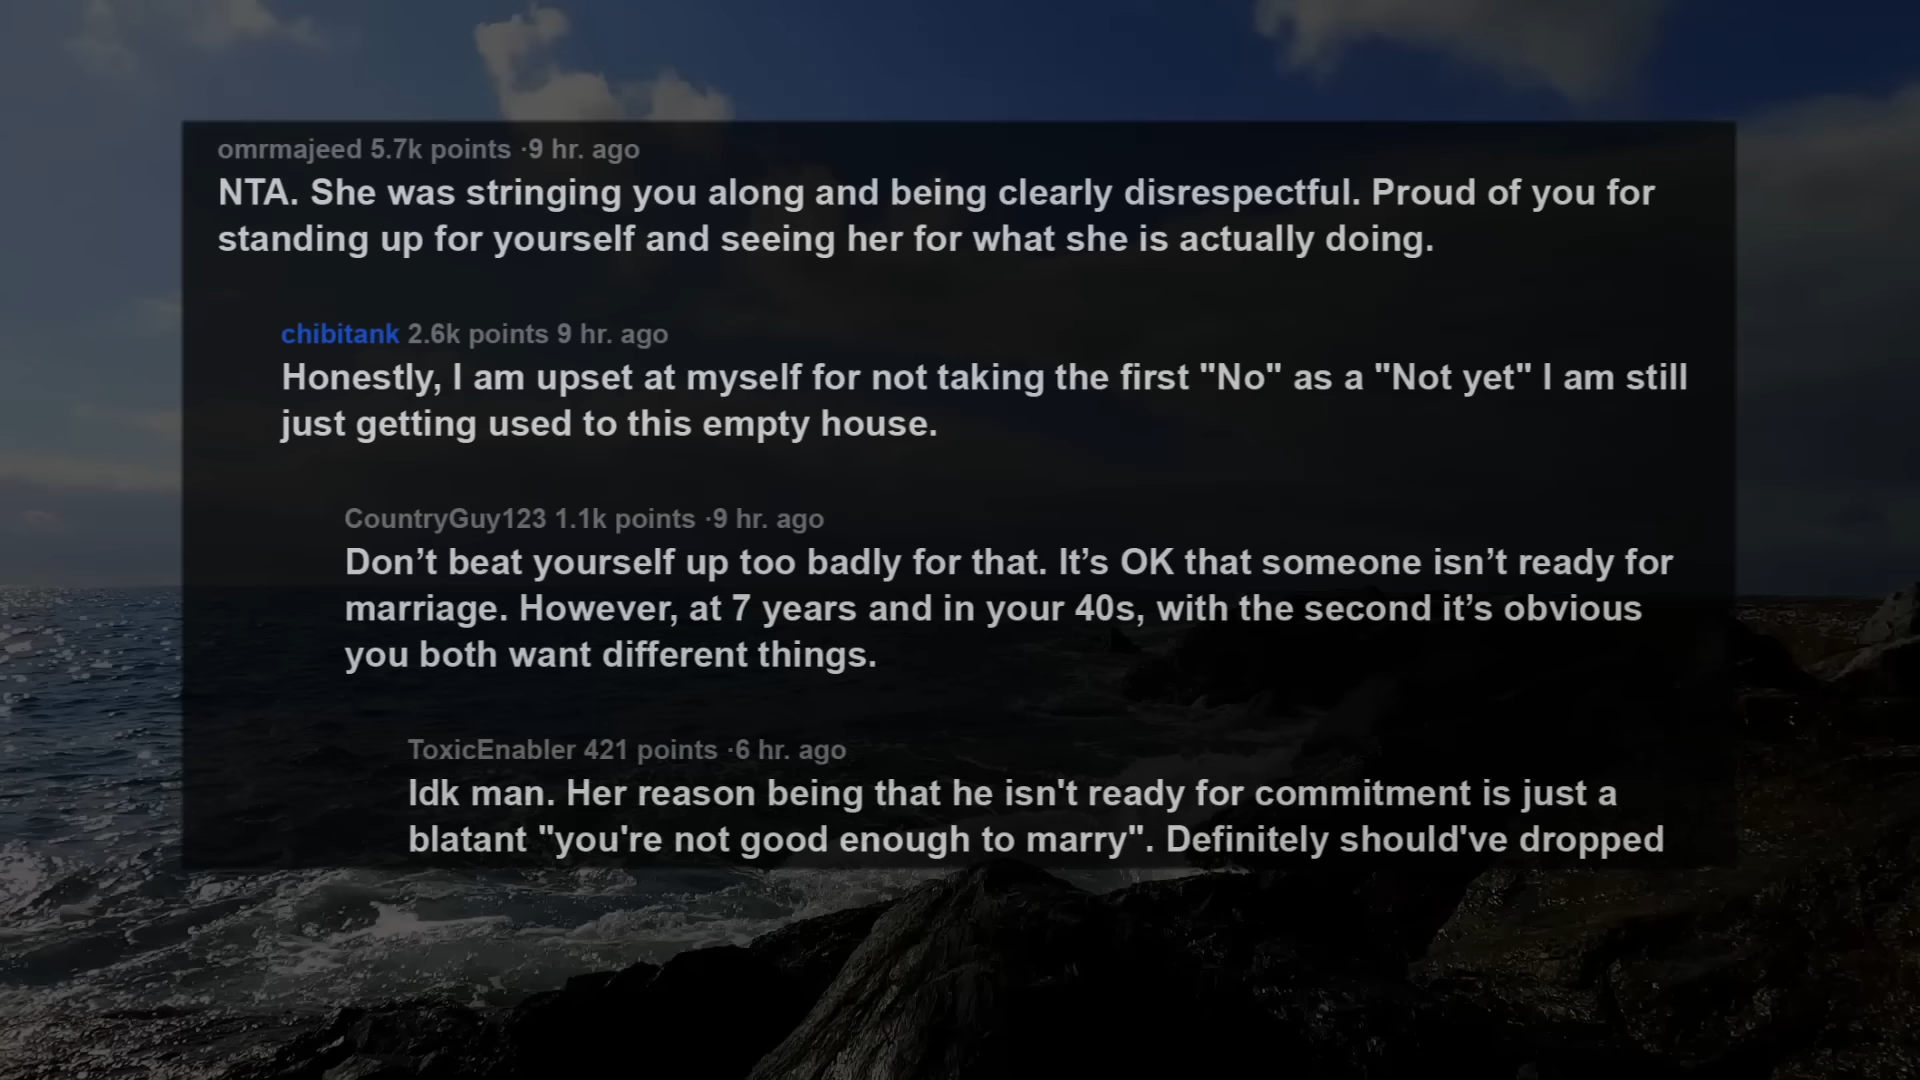 omrmajeed 5.7k points ·9 hr. ago
NTA. She was stringing you along and being clearly disrespectful. Proud of you for
standing up for yourself and seeing her for what she is actually doing.
chibitank 2.6k points 9 hr. ago
Honestly, I am upset at myself for not taking the first "No" as a "Not yet" I am still
just getting used to this empty house.
CountryGuy123 1.1k points ·9 hr. ago
Don’t beat yourself up too badly for that. It’s OK that someone isn’t ready for
marriage. However, at 7 years and in your 40s, with the second it’s obvious
you both want different things.
ToxicEnabler 421 points ·6 hr. ago
Idk man. Her reason being that he isn't ready for commitment is just a
blatant "you're not good enough to marry". Definitely should've dropped